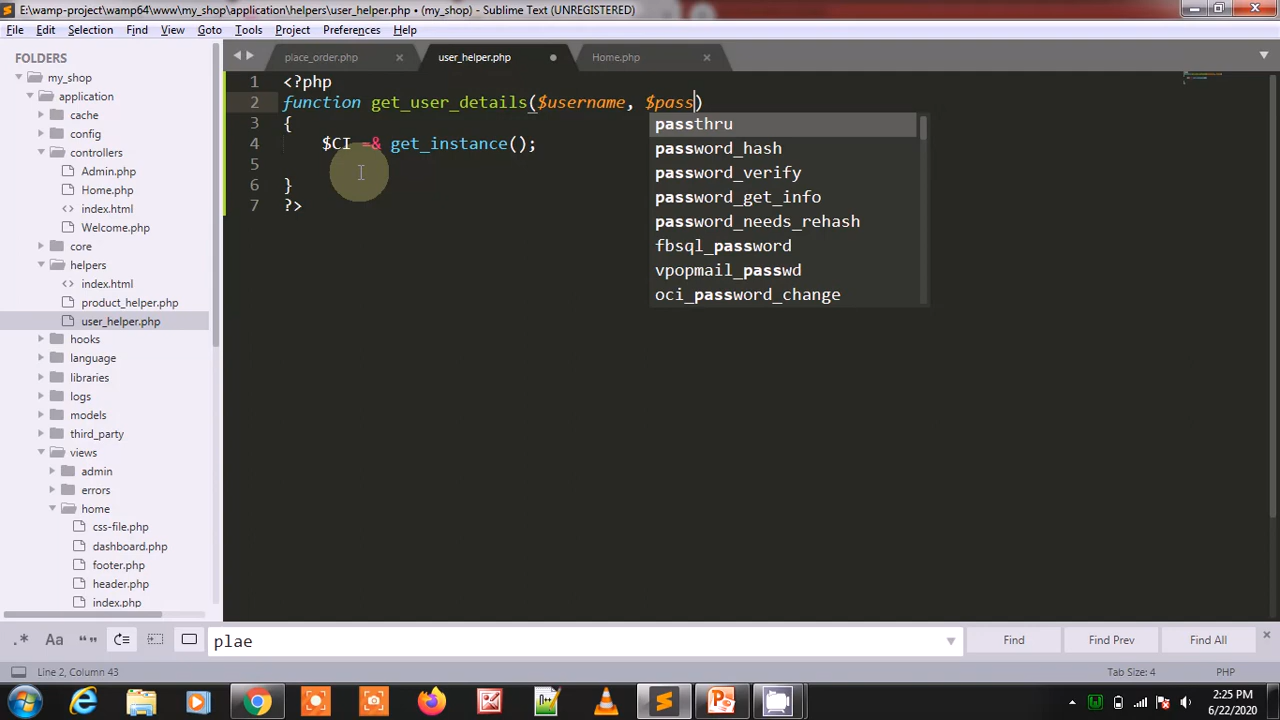 E:\wamp-project\wamp64\www\my_shop\application\helpers\user_helper.php • (my_shop) - Sublime Text (UNREGISTERED)
File Edit Selection Find View Goto Tools Project Preferences Help
FOLDERS
my_shop
application
cache
config
controllers
Admin.php
Home.php
index.html
Welcome.php
core
helpers
index.html
product_helper.php
user_helper.php
hooks
language
libraries
logs
models
third_party
views
admin
errors
home
css-file.php
dashboard.php
footer.php
header.php
index.php
place_order.php user_helper.php Home.php
1 <?php
2 function get_user_details($username, $pass)
3 {
4 $CI =& get_instance();
5
6 }
7 ?>
passthru
password_hash
password_verify
password_get_info
password_needs_rehash
fbsql_password
vpopmail_passwd
oci_password_change
.* Aa “” plae Find Find Prev Find All
Line 2, Column 43 Tab Size: 4 PHP
2:25 PM
6/22/2020